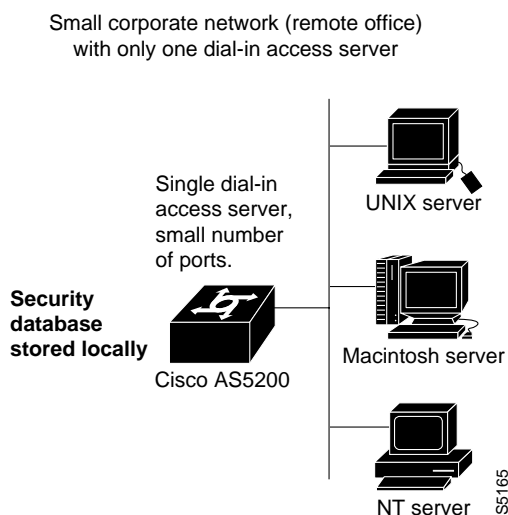 Small corporate network (remote office)
with only one dial-in access server
Single dial-in
access server,
small number
of ports.
Security
database
stored locally
Cisco AS5200
UNIX server
Macintosh server
NT server
S5165